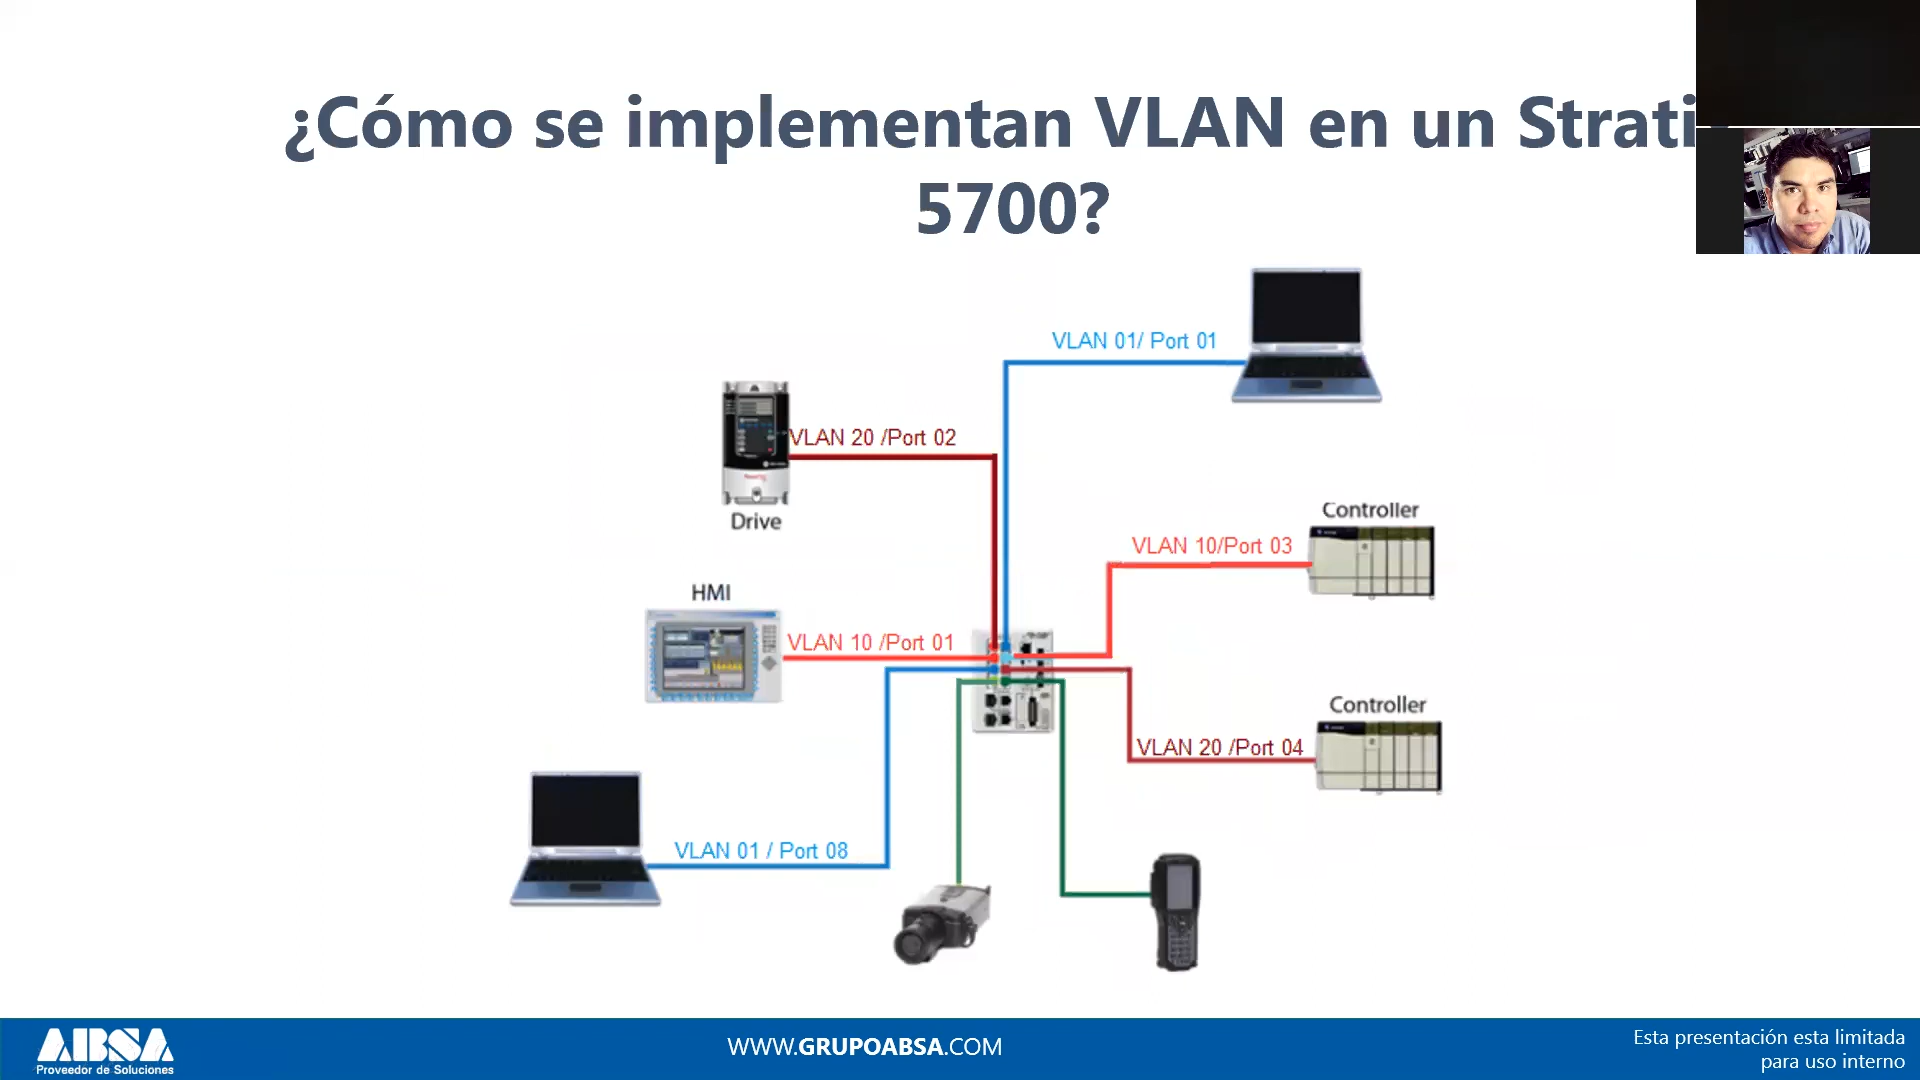 ¿Cómo se implementan VLAN en un Strati
5700?
VLAN 01/ Port 01
VLAN 20 /Port 02
Drive
Controller
VLAN 10/Port 03
HMI
VLAN 10 /Port 01
Controller
VLAN 20 /Port 04
VLAN 01 / Port 08
ABSA
Proveedor de Soluciones
WWW.GRUPOABSA.COM
Esta presentación esta limitada
para uso interno